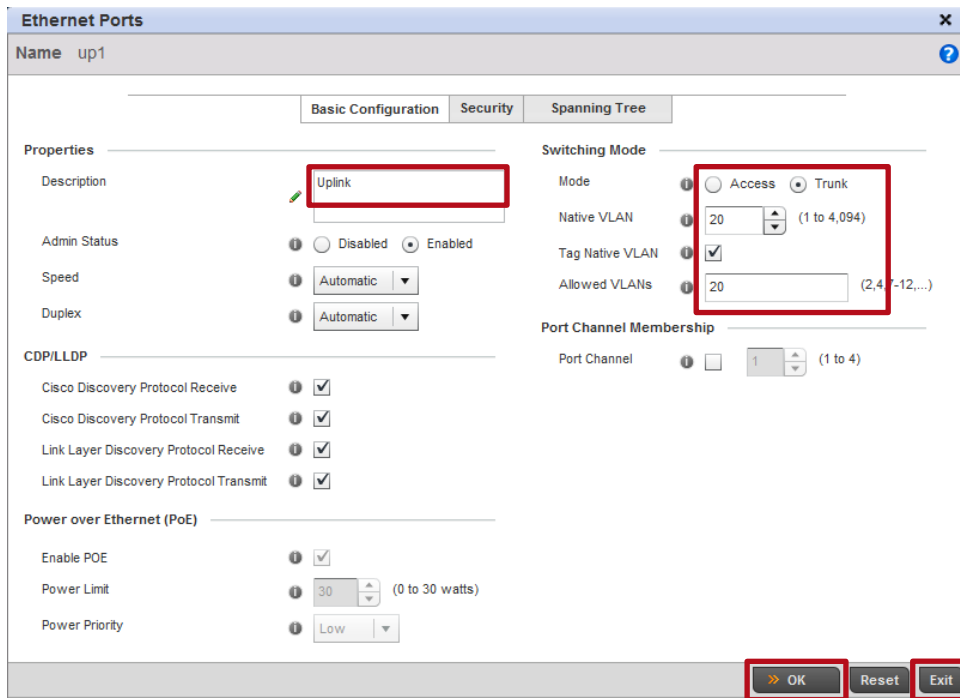 Ethernet Ports
Name up1
Basic Configuration Security Spanning Tree
Properties
Description Uplink
Admin Status Disabled Enabled
Speed Automatic
Duplex Automatic
CDP/LLDP
Cisco Discovery Protocol Receive
Cisco Discovery Protocol Transmit
Link Layer Discovery Protocol Receive
Link Layer Discovery Protocol Transmit
Power over Ethernet (PoE)
Enable POE
Power Limit 30 (0 to 30 watts)
Power Priority Low
Switching Mode
Mode Access Trunk
Native VLAN 20 (1 to 4,094)
Tag Native VLAN
Allowed VLANs 20 (2,4,7-12,...)
Port Channel Membership
Port Channel 1 (1 to 4)
» OK Reset Exit